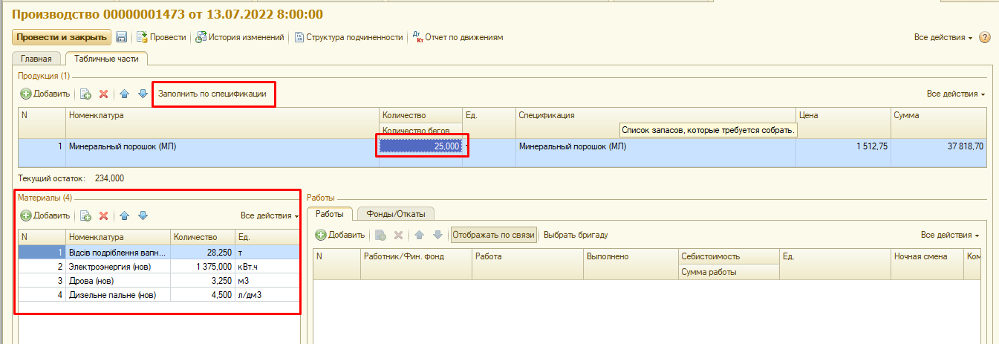 Производство 00000001473 от 13.07.2022 8:00:00
Провести и закрыть Провести История изменений Структура подчиненности Дт Кт Отчет по движениям Все действия ?
Главная Табличные части
Продукция (1)
Добавить Заполнить по спецификации Все действия
N Номенклатура Количество Ед. Спецификация Цена Сумма
Количество бегов
Список запасов, которые требуется собрать.
1 Минеральный порошок (МЛ) 25,000 т Минеральный порошок (МЛ) 1 512,75 37 818,70
Текущий остаток: 234,000
Материалы (4)
Добавить Все действия
N Номенклатура Количество Ед.
1 Відсів подріблення вапн... 28,250 т
2 Электроэнергия (нов) 1 375,000 кВт.ч
3 Дрова (нов) 3,250 м3
4 Дизельне пальне (нов) 4,500 л/дм3
Работы
Работы Фонды/Откаты
Добавить Отображать по связи Выбрать бригаду Все действия
N Работник/Фин. фонд Работа Выполнено Себистоимость Ед. Ночная смена Ком
Сумма работы